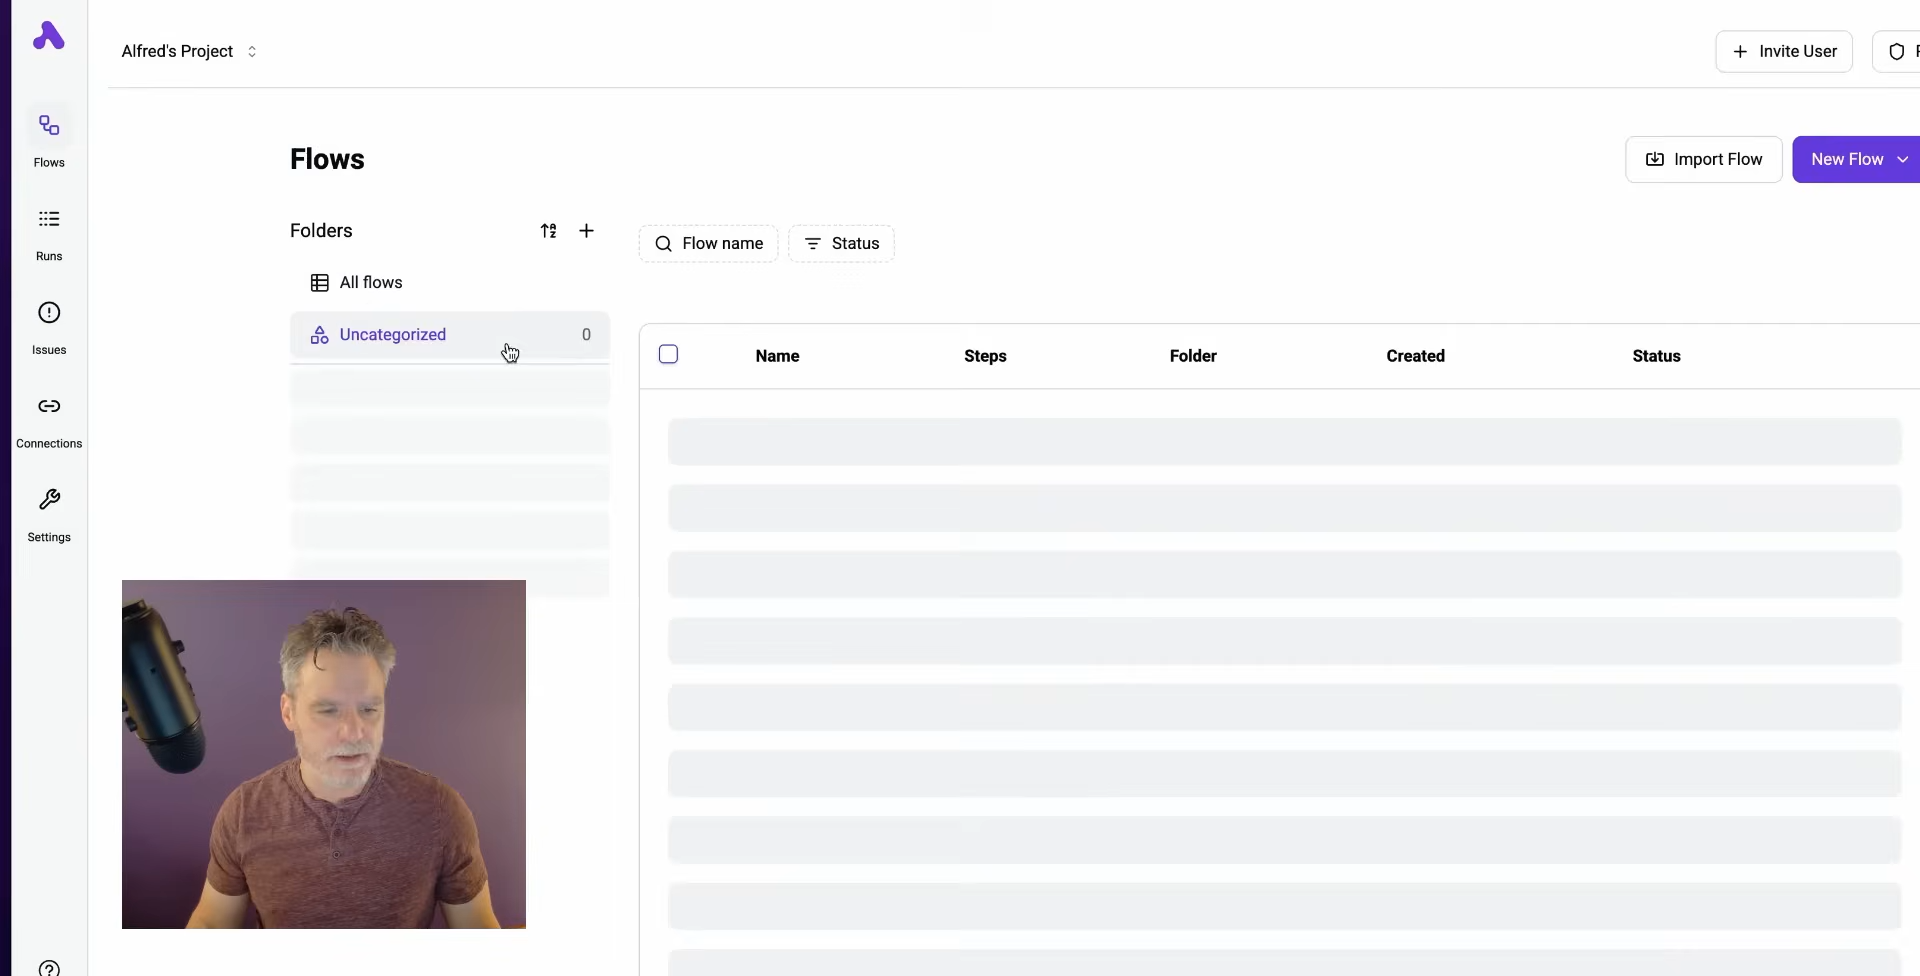 Alfred's Project
Invite User
Flows
Import Flow
New Flow
Flows
Folders
Flow name
Status
Runs
All flows
Uncategorized 0
Issues
Name Steps Folder Created Status
Connections
Settings